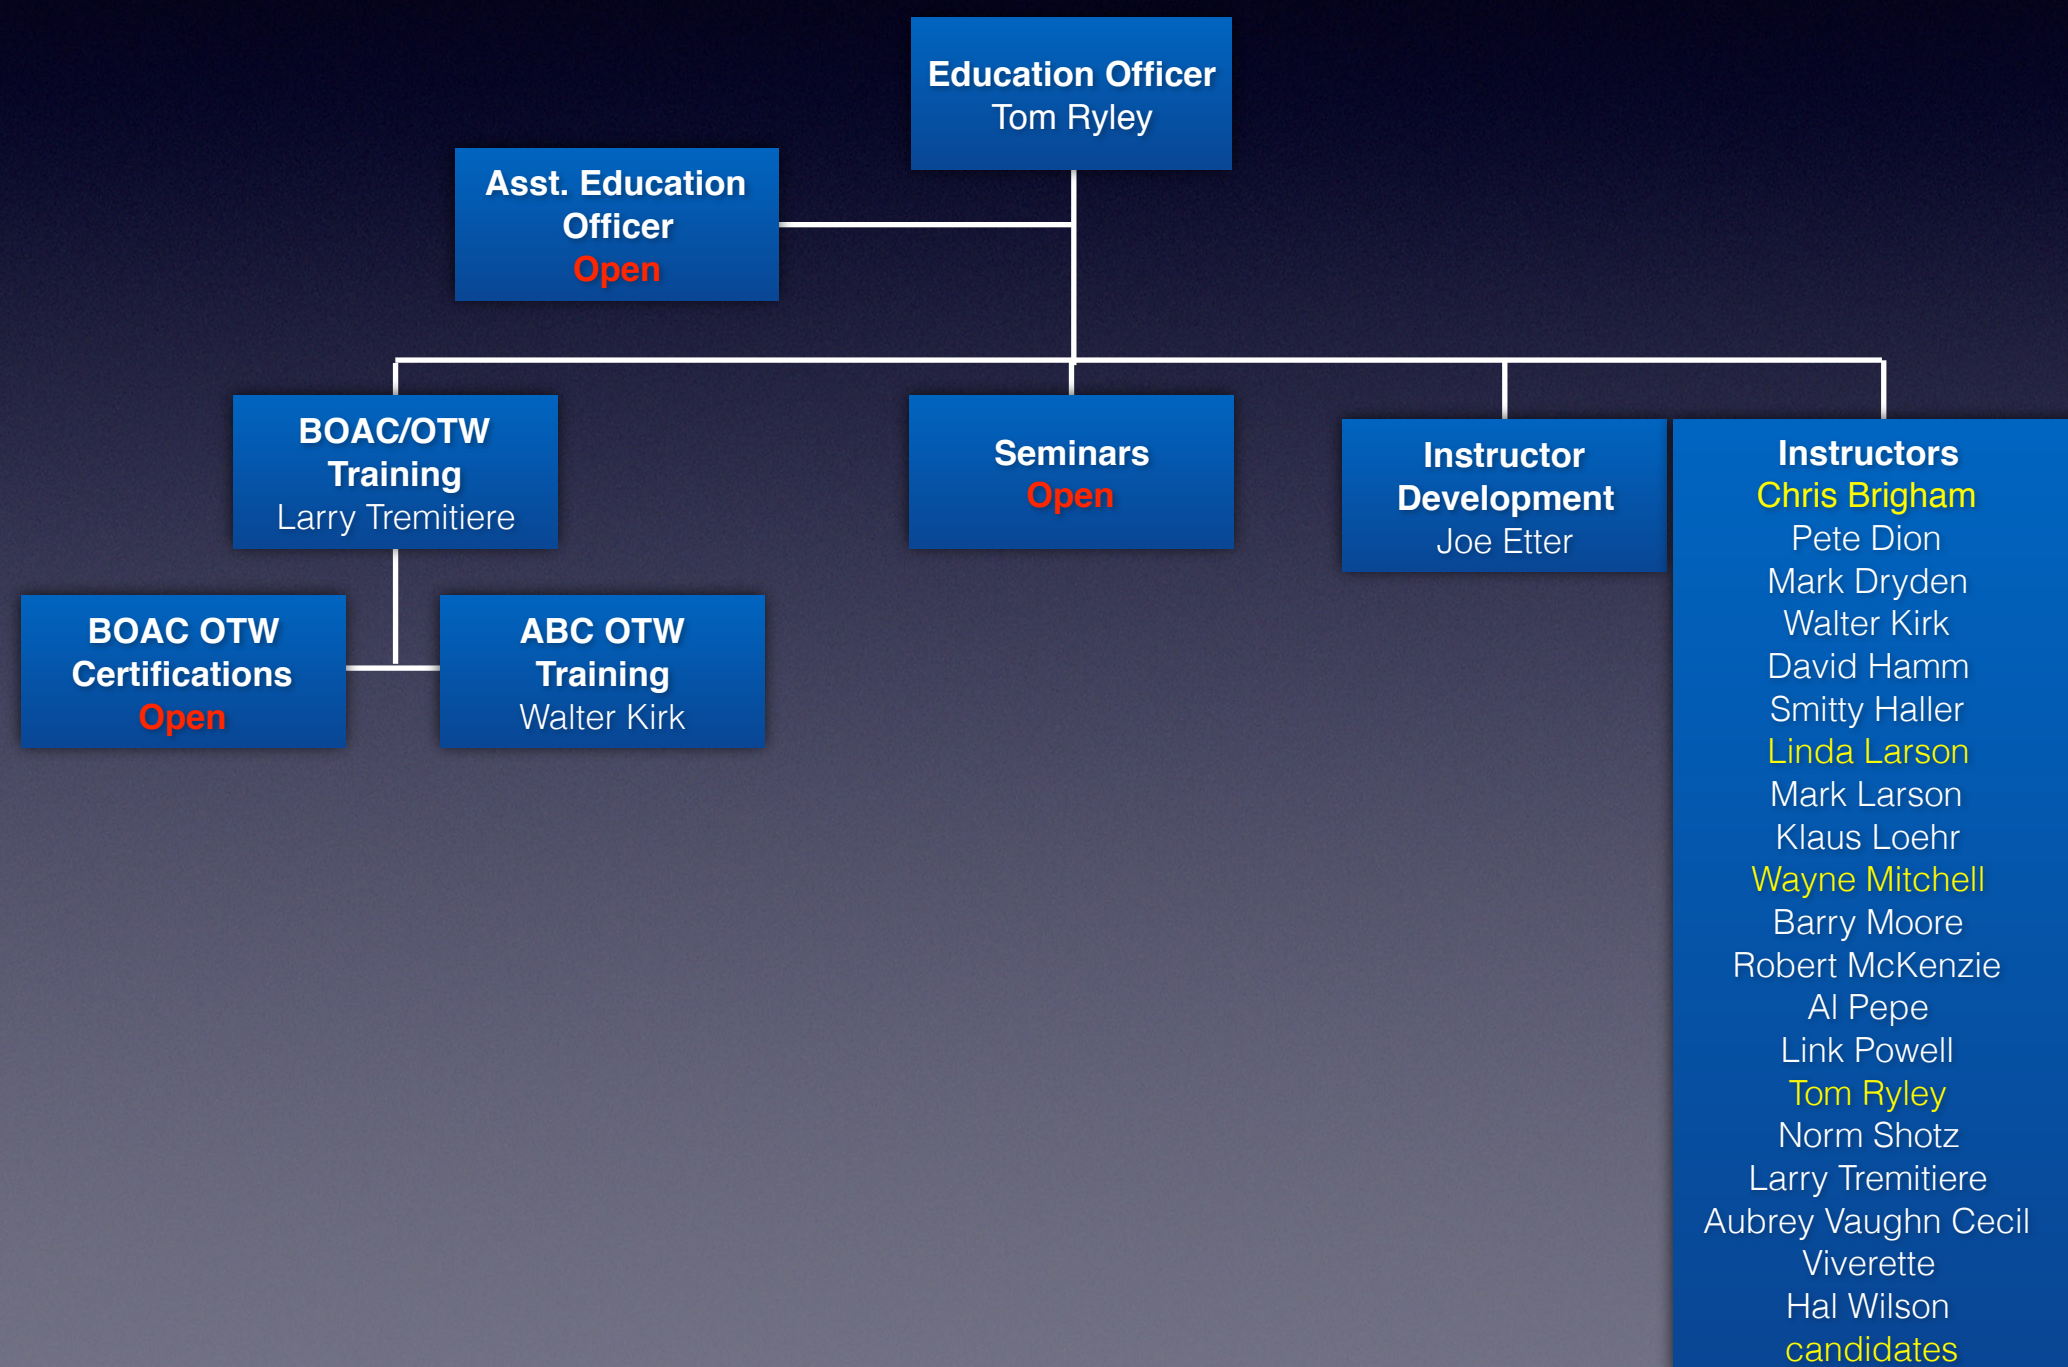 Education Officer
Tom Ryley
Asst. Education
Officer
Open
BOAC/OTW
Training
Larry Tremitiere
Seminars
Open
Instructor
Development
Joe Etter
BOAC OTW
Certifications
Open
ABC OTW
Training
Walter Kirk
Instructors
Chris Brigham
Pete Dion
Mark Dryden
Walter Kirk
David Hamm
Smitty Haller
Linda Larson
Mark Larson
Klaus Loehr
Wayne Mitchell
Barry Moore
Robert McKenzie
Al Pepe
Link Powell
Tom Ryley
Norm Shotz
Larry Tremitiere
Aubrey Vaughn Cecil
Viverette
Hal Wilson
candidates